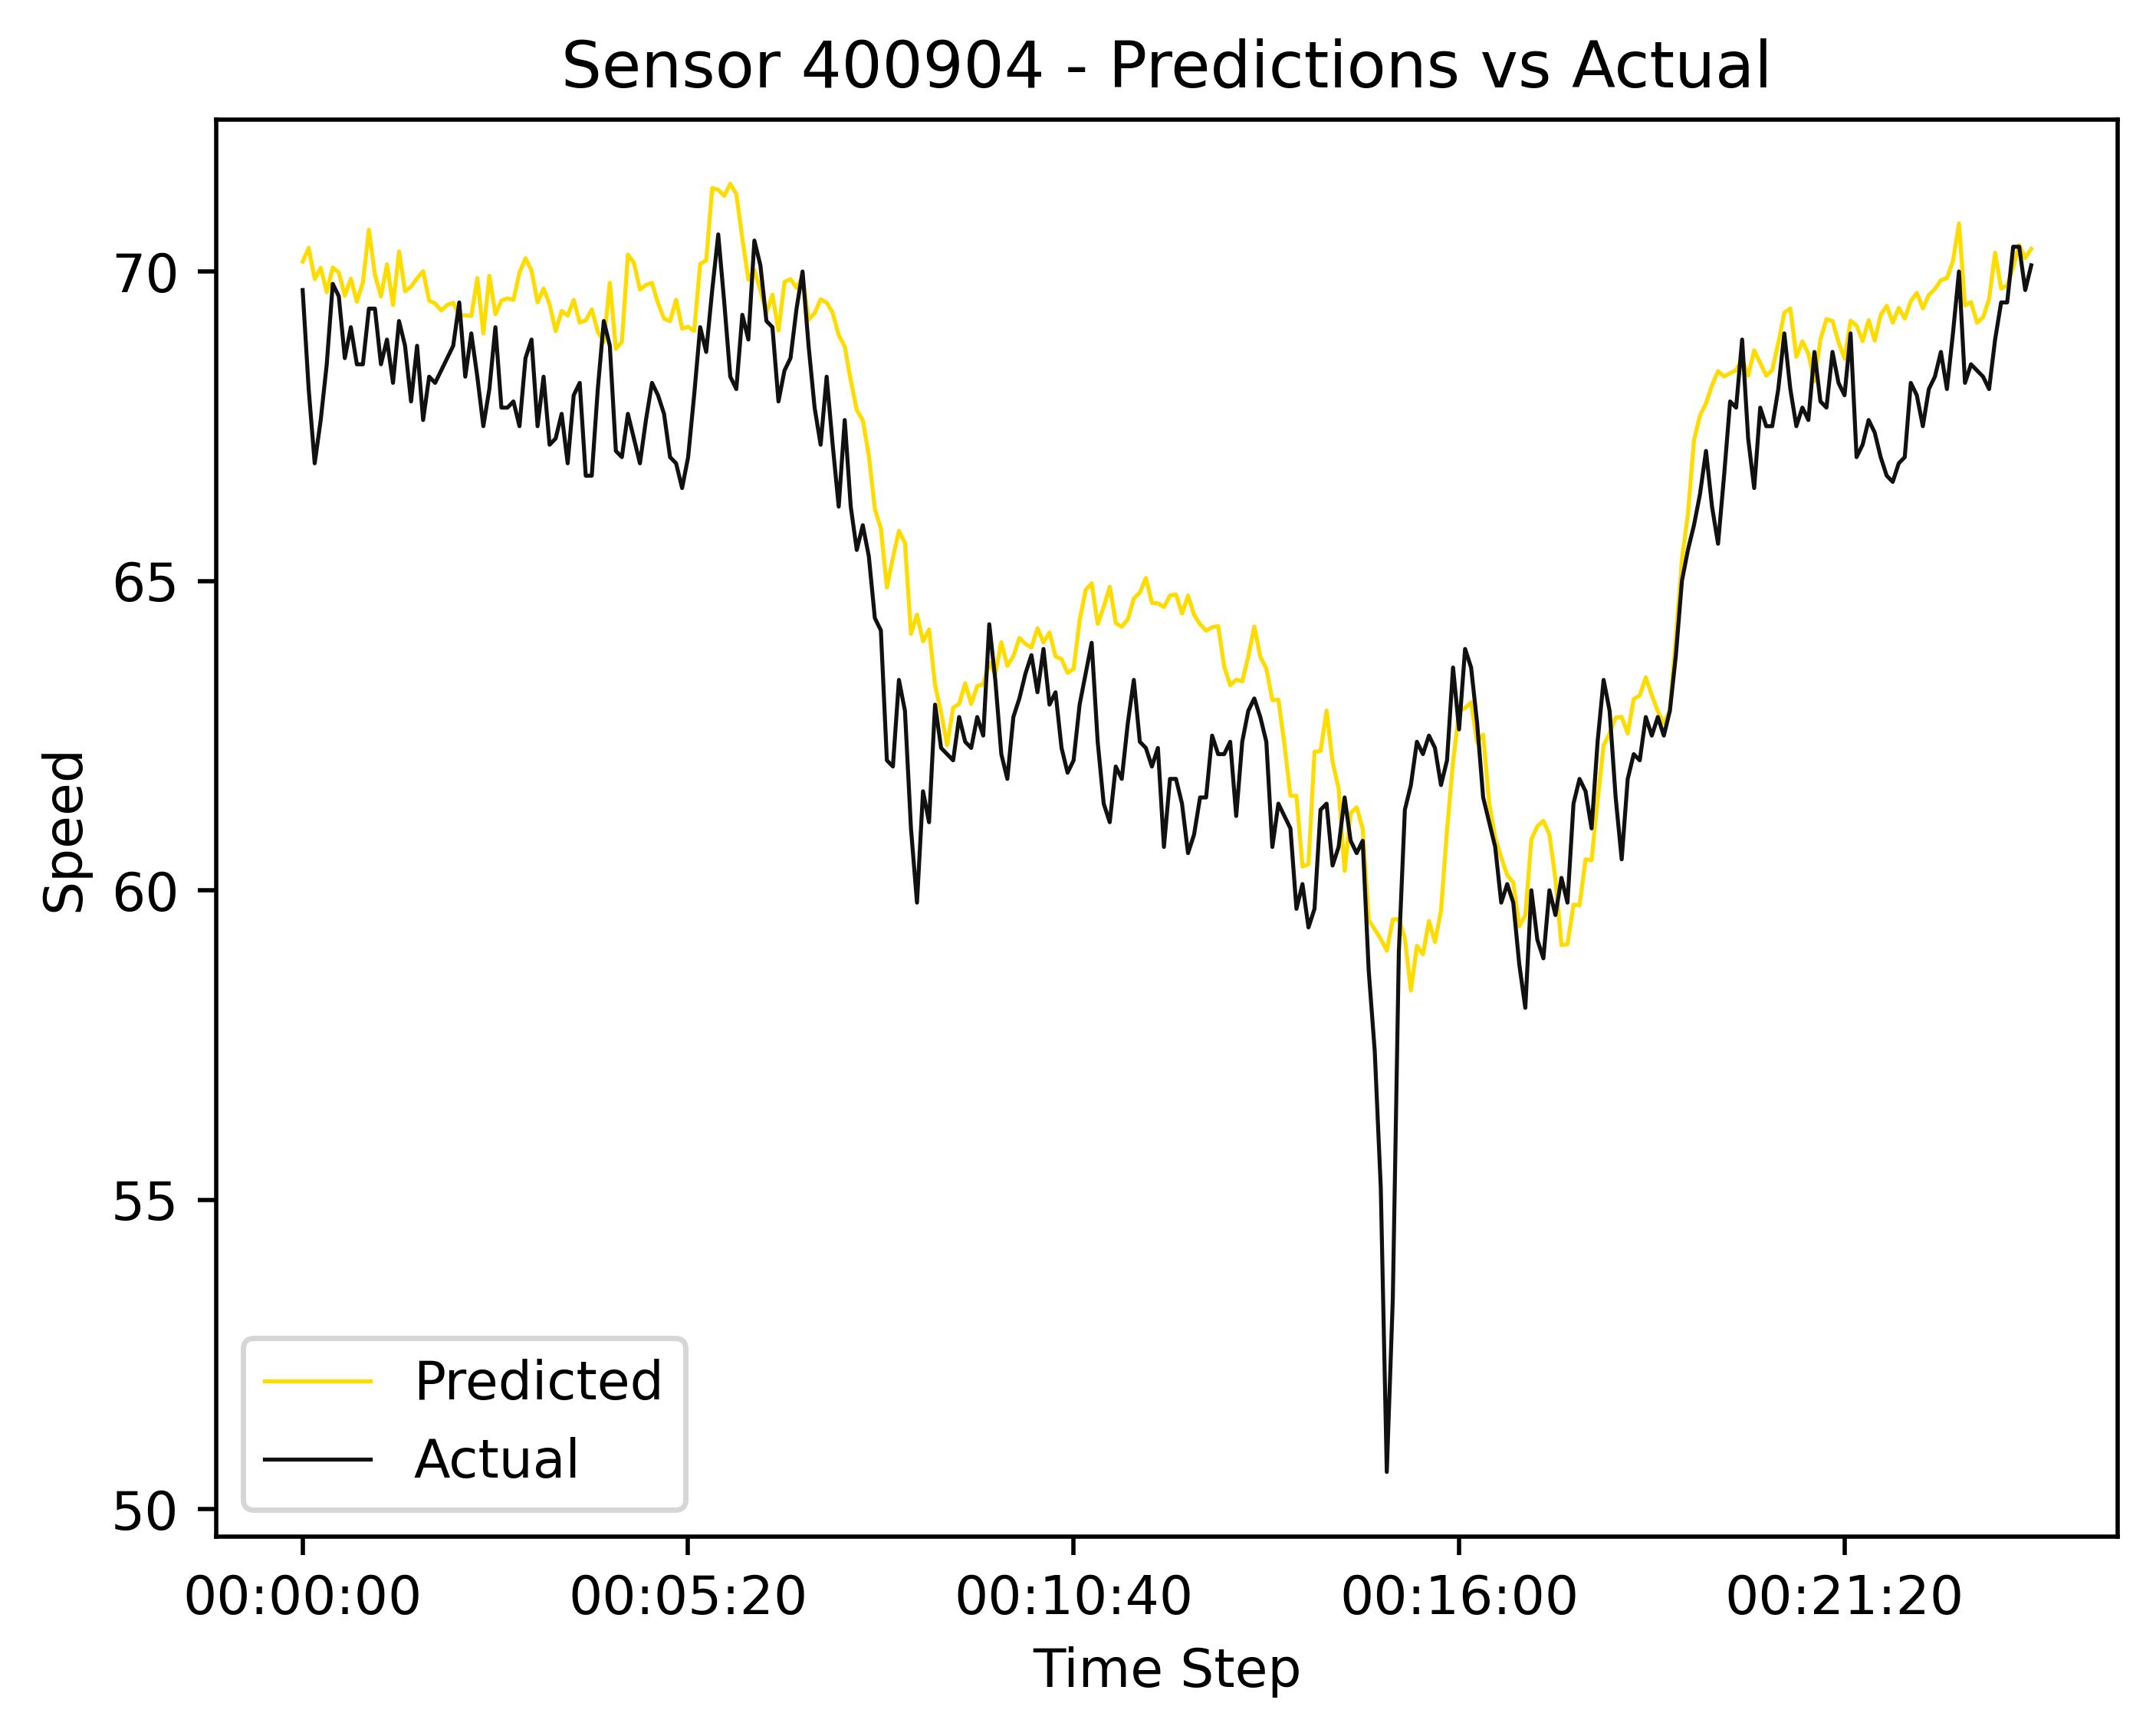 Sensor 400904 - Predictions vs Actual
Speed
70
65
60
55
50
Predicted
Actual
00:00:00 00:05:20 00:10:40 00:16:00 00:21:20
Time Step